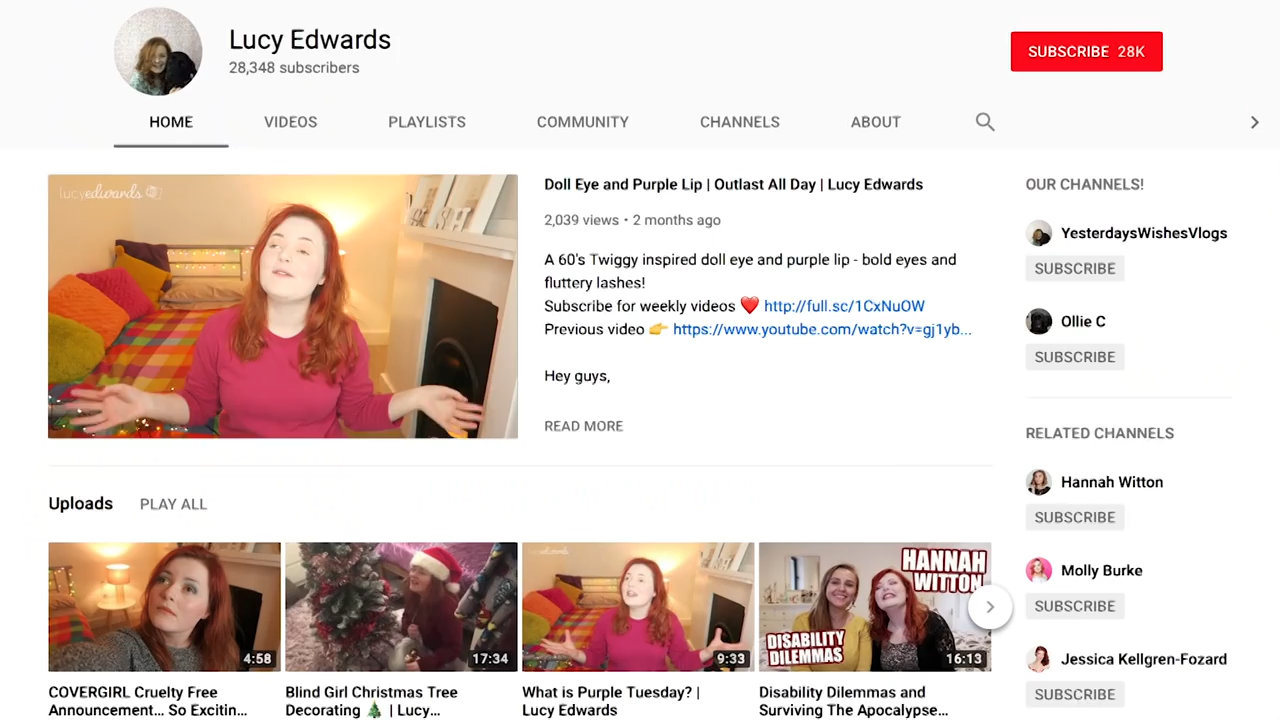 Lucy Edwards
28,348 subscribers
SUBSCRIBE 28K
HOME
VIDEOS
PLAYLISTS
COMMUNITY
CHANNELS
ABOUT
lucyedwards
Doll Eye and Purple Lip | Outlast All Day | Lucy Edwards
2,039 views • 2 months ago
A 60's Twiggy inspired doll eye and purple lip - bold eyes and
fluttery lashes!
Subscribe for weekly videos ❤️ http://full.sc/1CxNuOW
Previous video 👉 https://www.youtube.com/watch?v=gj1yb...
Hey guys,
READ MORE
OUR CHANNELS!
YesterdaysWishesVlogs
SUBSCRIBE
Ollie C
SUBSCRIBE
RELATED CHANNELS
Hannah Witton
SUBSCRIBE
Molly Burke
SUBSCRIBE
Jessica Kellgren-Fozard
SUBSCRIBE
Uploads PLAY ALL
4:58
COVERGIRL Cruelty Free
Announcement... So Excitin...
17:34
Blind Girl Christmas Tree
Decorating 🎄 | Lucy...
lucyedwards
9:33
What is Purple Tuesday? |
Lucy Edwards
HANNAH
WITTON
DISABILITY
DILEMMAS
16:13
Disability Dilemmas and
Surviving The Apocalypse...